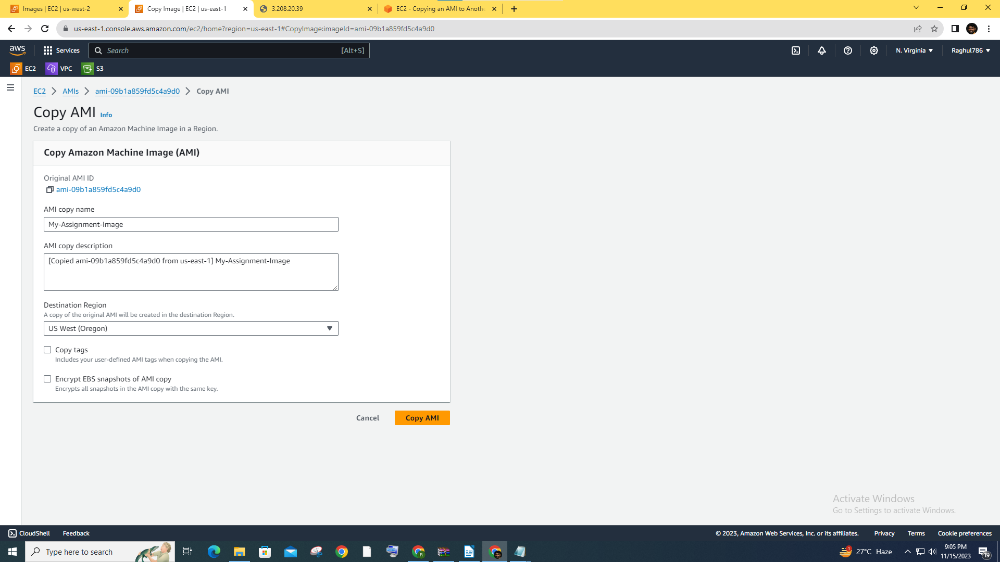 Images | EC2 | us-west-2
Copy Image | EC2 | us-east-1
3.208.20.39
EC2 - Copying an AMI to Anothe
us-east-1.console.aws.amazon.com/ec2/home?region=us-east-1#CopyImage:imageId=ami-09b1a859fd5c4a9d0
aws
Services
Search
[Alt+S]
N. Virginia
Raghul786
EC2
VPC
S3
EC2 > AMIs > ami-09b1a859fd5c4a9d0 > Copy AMI
Copy AMI Info
Create a copy of an Amazon Machine Image in a Region.
Copy Amazon Machine Image (AMI)
Original AMI ID
ami-09b1a859fd5c4a9d0
AMI copy name
My-Assignment-Image
AMI copy description
[Copied ami-09b1a859fd5c4a9d0 from us-east-1] My-Assignment-Image
Destination Region
A copy of the original AMI will be created in the destination Region.
US West (Oregon)
Copy tags
Includes your user-defined AMI tags when copying the AMI.
Encrypt EBS snapshots of AMI copy
Encrypts all snapshots in the AMI copy with the same key.
Cancel
Copy AMI
Activate Windows
Go to Settings to activate Windows.
CloudShell
Feedback
© 2023, Amazon Web Services, Inc. or its affiliates.
Privacy
Terms
Cookie preferences
Type here to search
R
1
27°C Haze
9:05 PM
11/15/2023
19